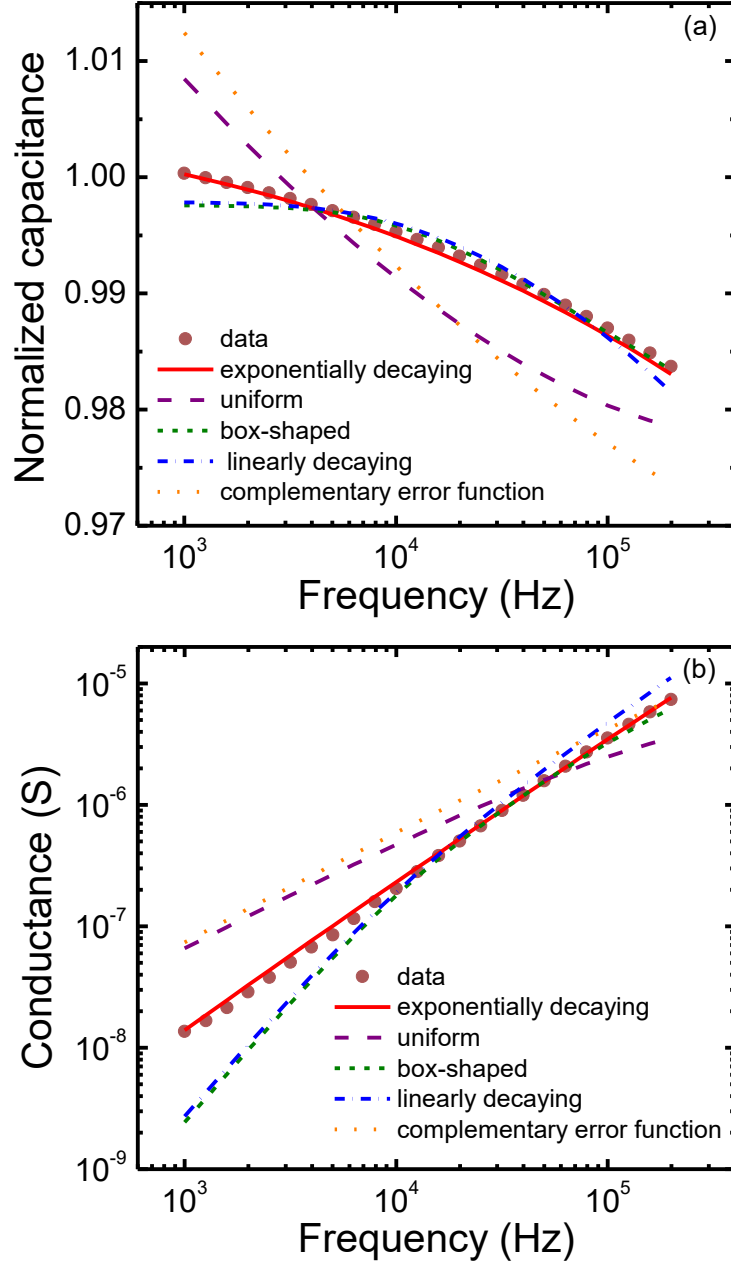 (a)
Normalized capacitance
1.01
1.00
0.99
0.98
0.97
data
exponentially decaying
uniform
box-shaped
linearly decaying
complementary error function
10³
10⁴
10⁵
Frequency (Hz)
(b)
Conductance (S)
10⁻⁵
10⁻⁶
10⁻⁷
10⁻⁸
10⁻⁹
data
exponentially decaying
uniform
box-shaped
linearly decaying
complementary error function
10³
10⁴
10⁵
Frequency (Hz)